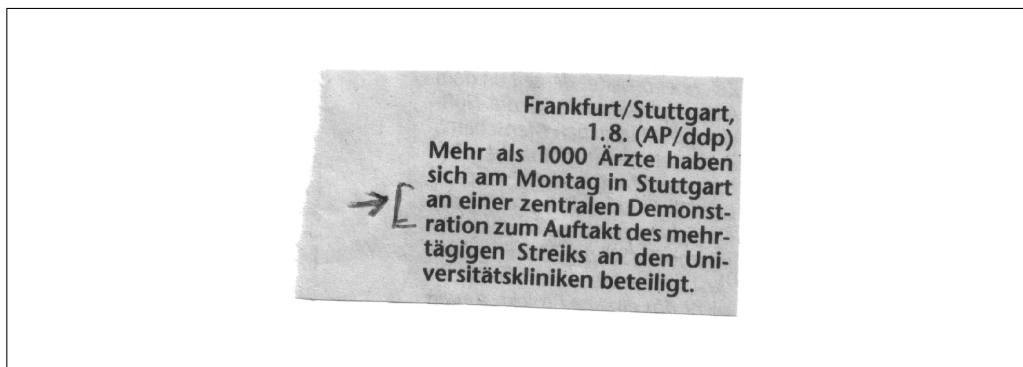 Frankfurt/Stuttgart,
1.8. (AP/ddp)
Mehr als 1000 Ärzte haben
sich am Montag in Stuttgart
an einer zentralen Demonst-
ration zum Auftakt des mehr-
tägigen Streiks an den Uni-
versitätskliniken beteiligt.